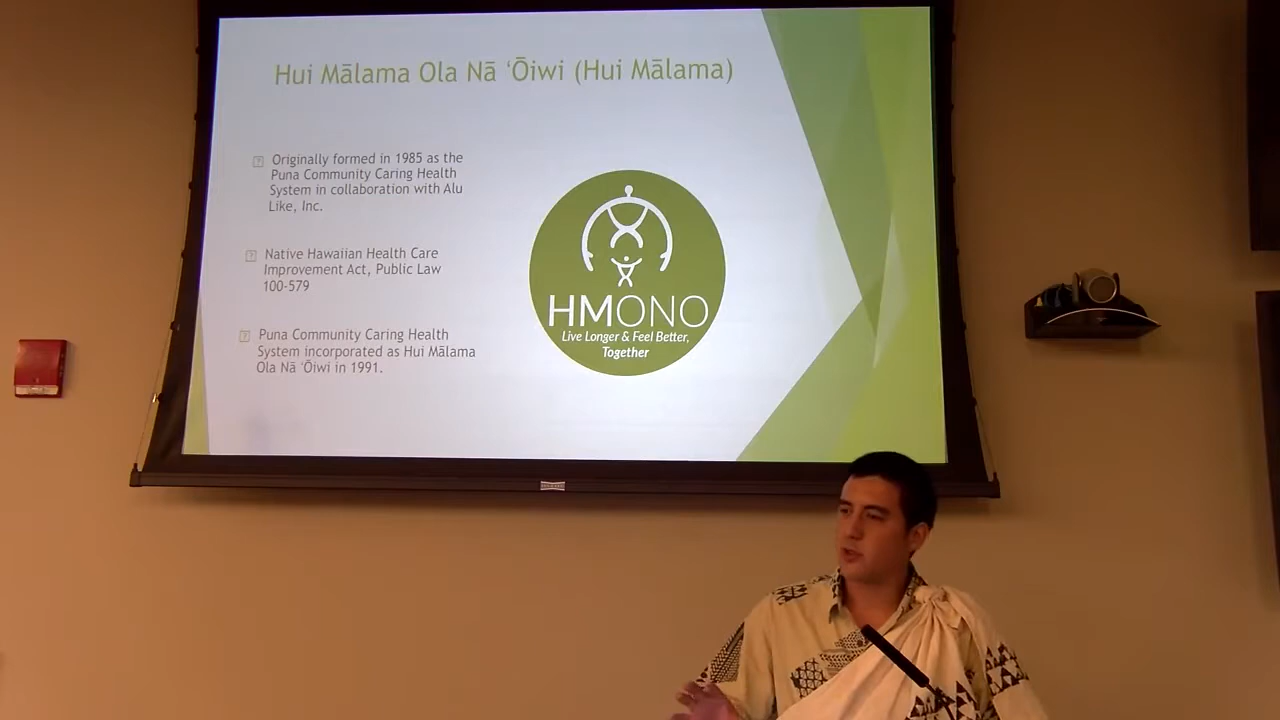 Hui Mālama Ola Nā ʻŌiwi (Hui Mālama)
Originally formed in 1985 as the
Puna Community Caring Health
System in collaboration with Alu
Like, Inc.
Native Hawaiian Health Care
Improvement Act, Public Law
100-579
Puna Community Caring Health
System incorporated as Hui Mālama
Ola Nā ʻŌiwi in 1991.
HMONO
Live Longer & Feel Better,
Together